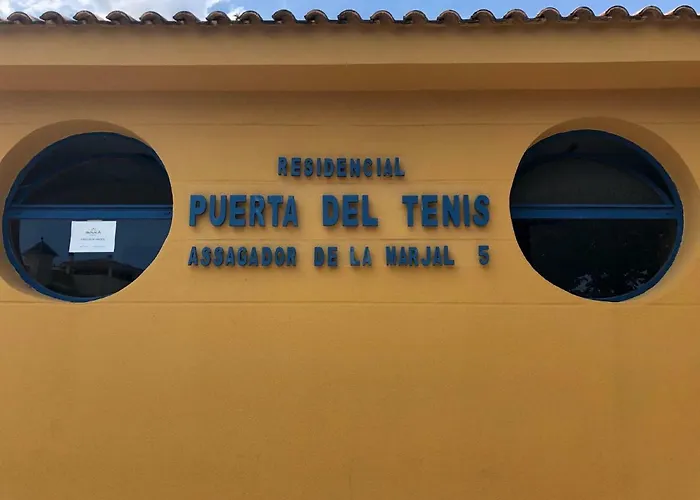 RESIDENCIAL
PUERTA DEL TENIS
ASSAGADOR DE LA MARJAL 5